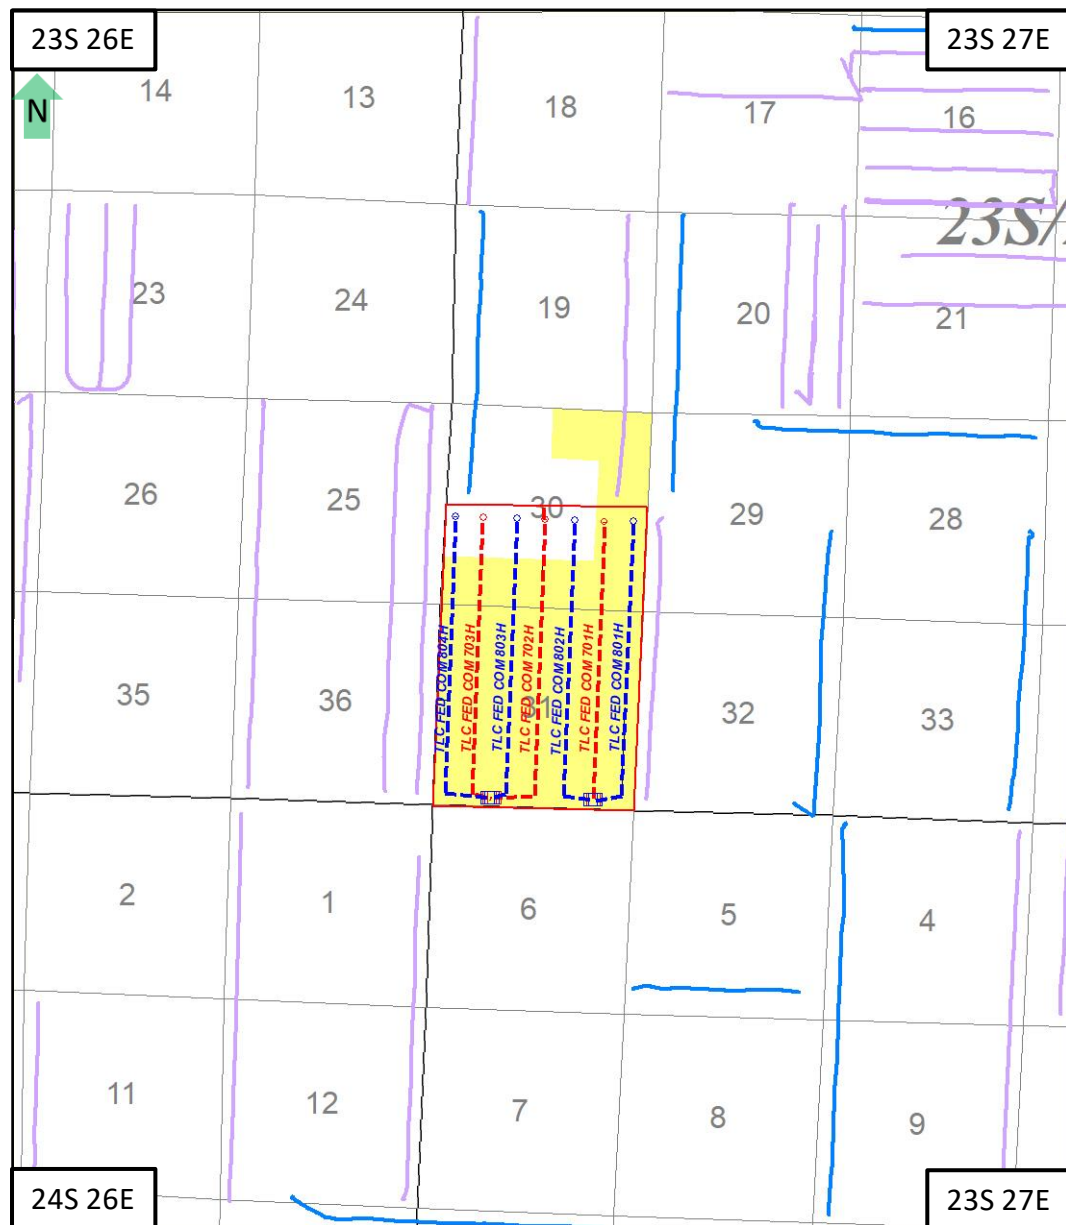 23S 26E
23S 27E
N
14
13
18
17
16
23S/
23
24
19
20
21
26
25
30
29
28
35
36
31
32
33
TLC FED COM 804H
TLC FED COM 703H
TLC FED COM 803H
TLC FED COM 702H
TLC FED COM 802H
TLC FED COM 701H
TLC FED COM 801H
2
1
6
5
4
11
12
7
8
9
24S 26E
23S 27E